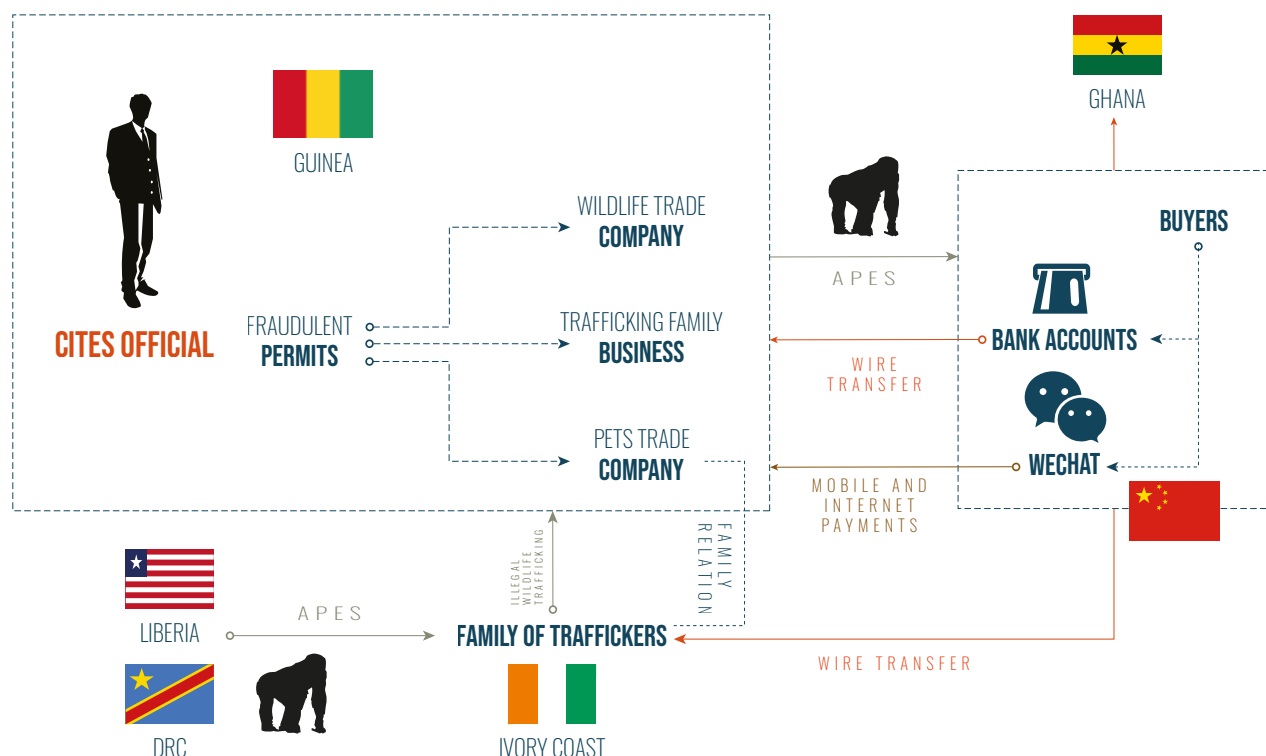 GHANA
GUINEA
WILDLIFE TRADE
COMPANY
BUYERS
APES
CITES OFFICIAL
FRAUDULENT
PERMITS
TRAFFICKING FAMILY
BUSINESS
BANK ACCOUNTS
WIRE
TRANSFER
PETS TRADE
COMPANY
WECHAT
MOBILE AND
INTERNET
PAYMENTS
ILLEGAL
WILDLIFE
TRAFFICKING
FAMILY
RELATION
LIBERIA
APES
FAMILY OF TRAFFICKERS
WIRE TRANSFER
DRC
IVORY COAST